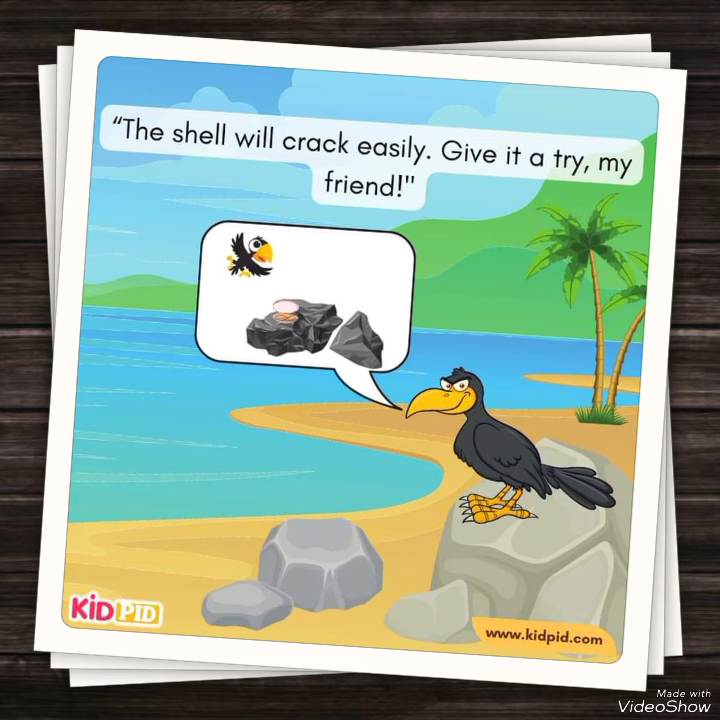 “The shell will crack easily. Give it a try, my
friend!"
KiDPID
www.kidpid.com
Made with
VideoShow